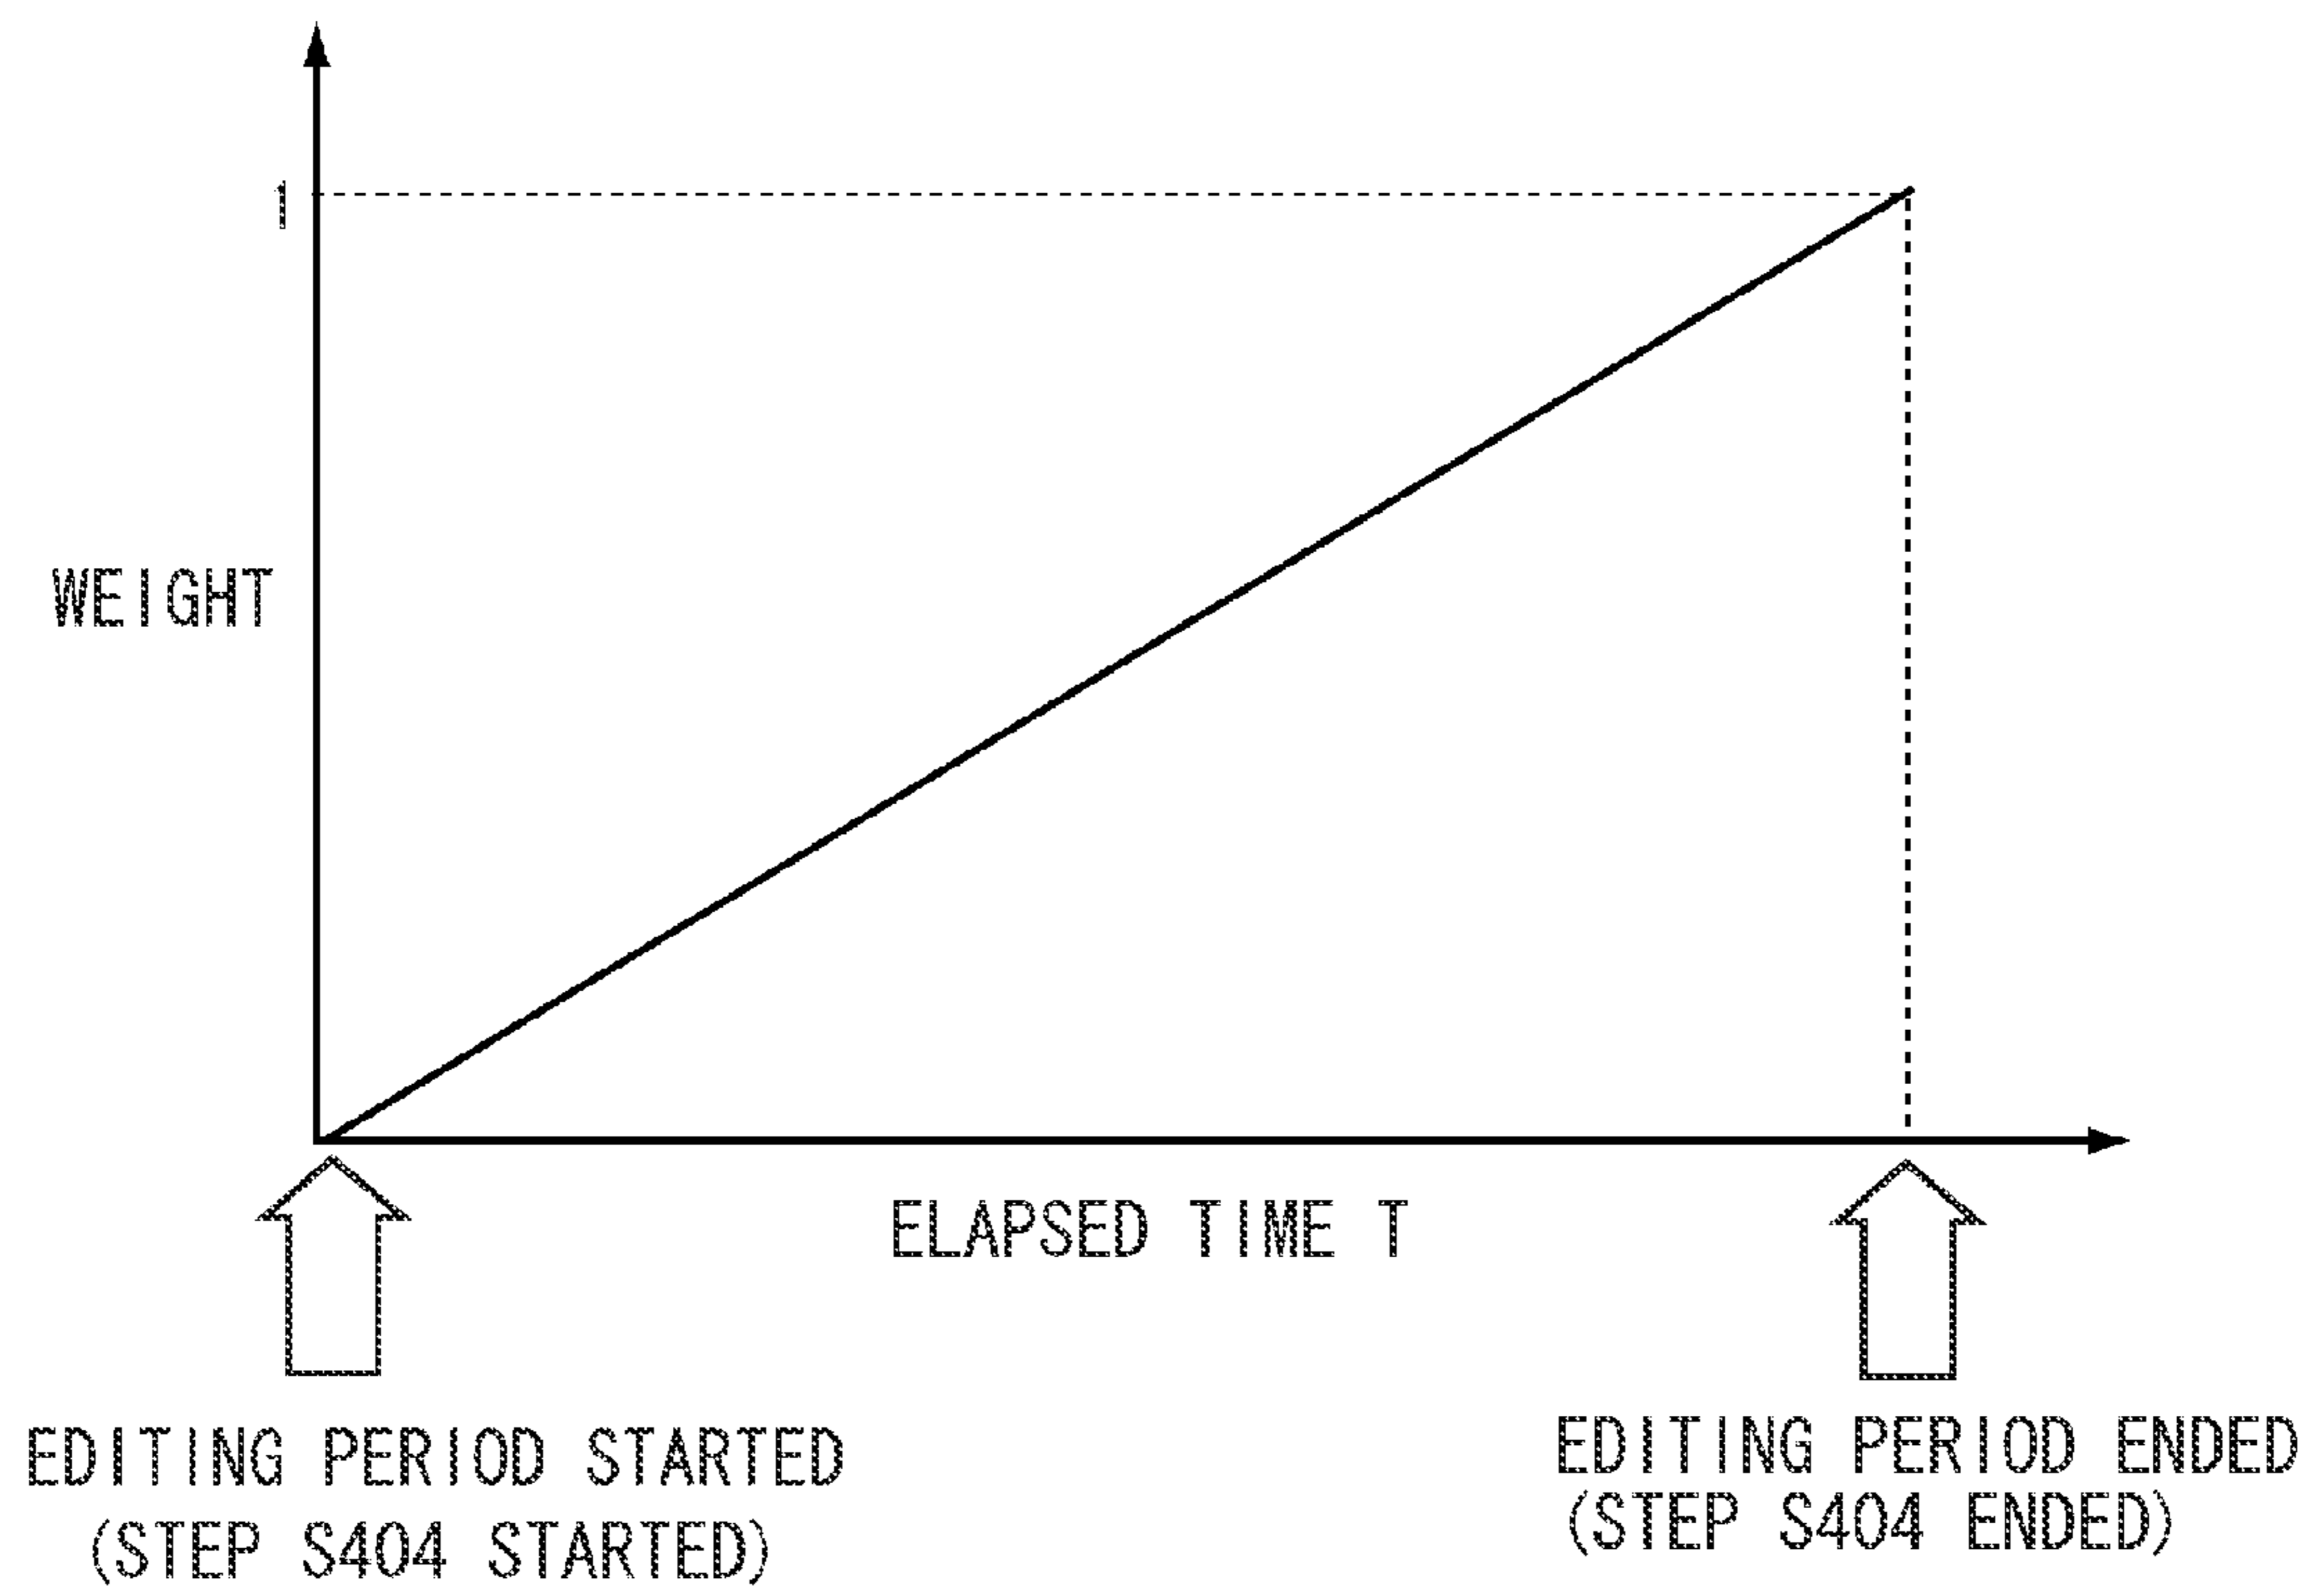 1
WEIGHT
ELAPSED TIME T
EDITING PERIOD STARTED
(STEP S404 STARTED)
EDITING PERIOD ENDED
(STEP S404 ENDED)